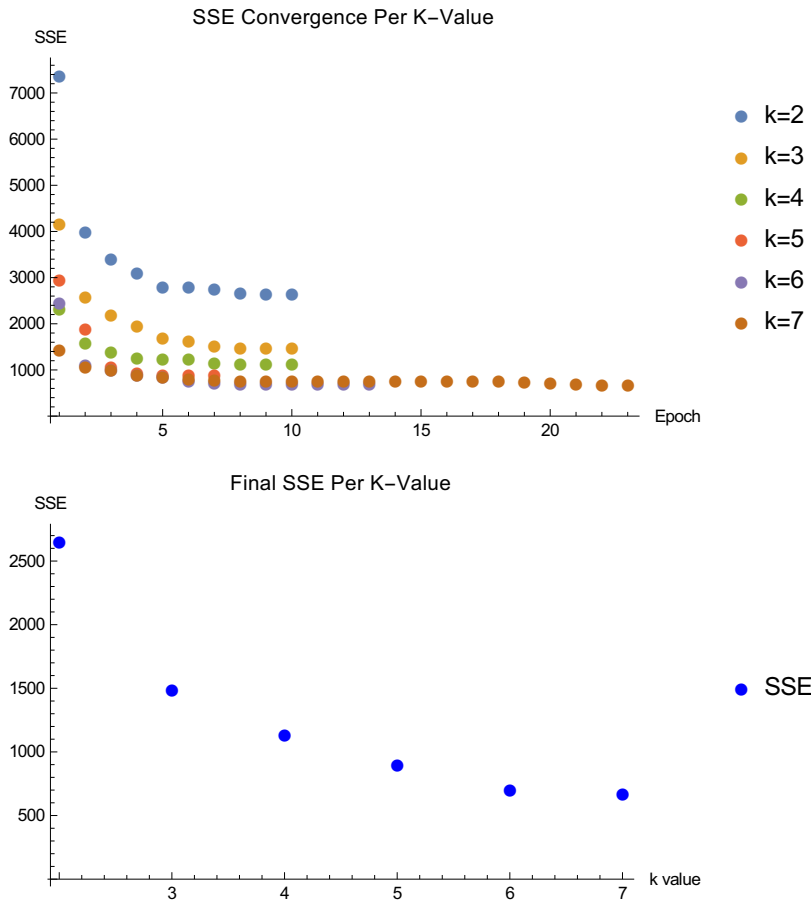 SSE Convergence Per K−Value
SSE
7000
6000
5000
4000
3000
2000
1000
5
10
15
20
Epoch
k=2
k=3
k=4
k=5
k=6
k=7
Final SSE Per K−Value
SSE
2500
2000
1500
1000
500
3
4
5
6
7
k value
SSE